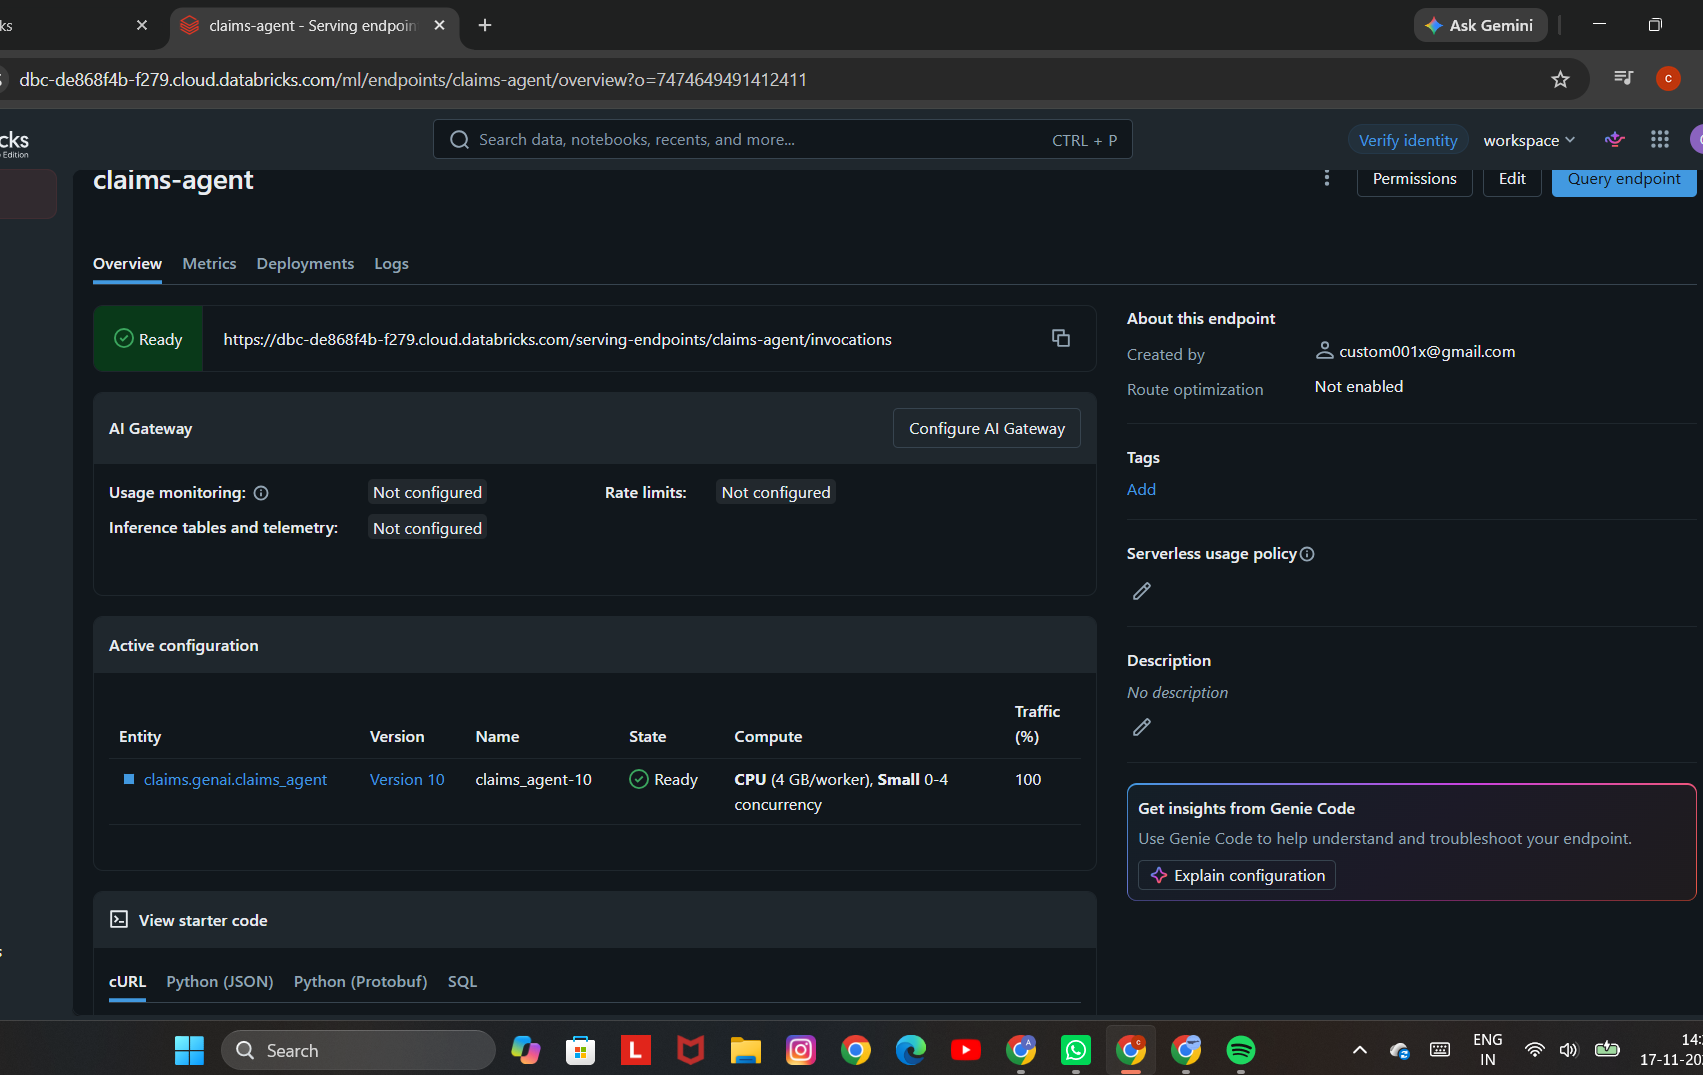 ks
claims-agent - Serving endpoin
Ask Gemini
dbc-de868f4b-f279.cloud.databricks.com/ml/endpoints/claims-agent/overview?o=7474649491412411
c
cks
Edition
Search data, notebooks, recents, and more...
CTRL + P
Verify identity
workspace
claims-agent
Permissions
Edit
Query endpoint
Overview
Metrics
Deployments
Logs
Ready
https://dbc-de868f4b-f279.cloud.databricks.com/serving-endpoints/claims-agent/invocations
AI Gateway
Configure AI Gateway
Usage monitoring:
Not configured
Rate limits:
Not configured
Inference tables and telemetry:
Not configured
Active configuration
Entity
Version
Name
State
Compute
Traffic
(%)
claims.genai.claims_agent
Version 10
claims_agent-10
Ready
CPU (4 GB/worker), Small 0-4
concurrency
100
View starter code
cURL
Python (JSON)
Python (Protobuf)
SQL
About this endpoint
Created by
custom001x@gmail.com
Route optimization
Not enabled
Tags
Add
Serverless usage policy
Description
No description
Get insights from Genie Code
Use Genie Code to help understand and troubleshoot your endpoint.
Explain configuration
Search
L
A
c
ENG
IN
14:
17-11-20